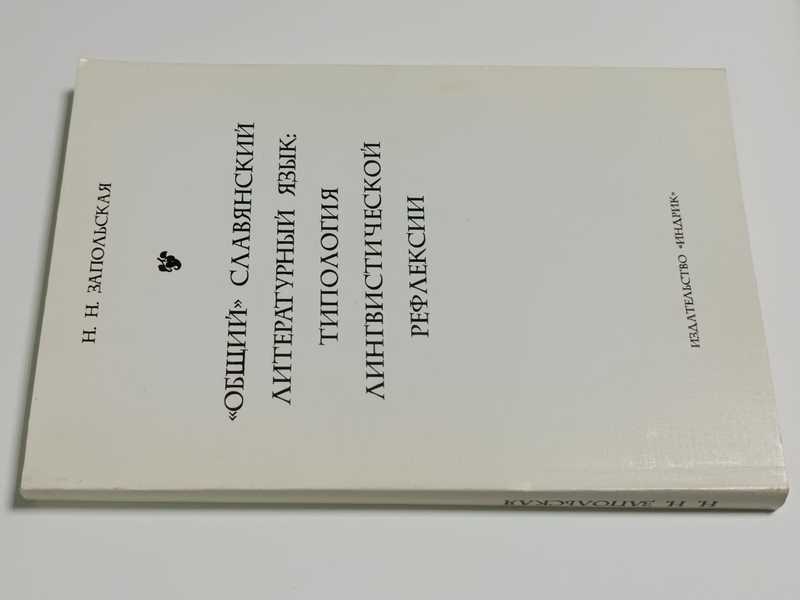 Н. Н. ЗАПОЛЬСКАЯ
«ОБЩИЙ» СЛАВЯНСКИЙ
ЛИТЕРАТУРНЫЙ ЯЗЫК:
ТИПОЛОГИЯ
ЛИНГВИСТИЧЕСКОЙ
РЕФЛЕКСИИ
ИЗДАТЕЛЬСТВО «ИНДРИК»
Н. Н. ЗАПОЛЬСКАЯ